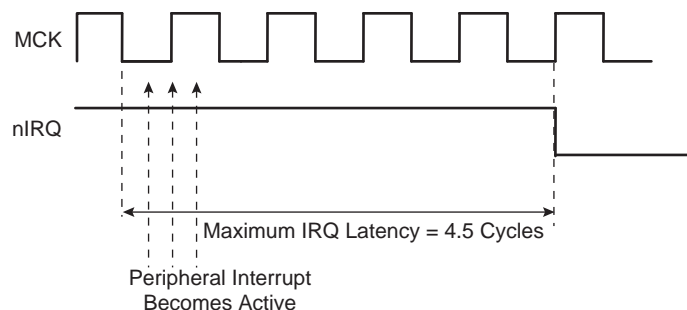 MCK
nIRQ
Maximum IRQ Latency = 4.5 Cycles
Peripheral Interrupt
Becomes Active